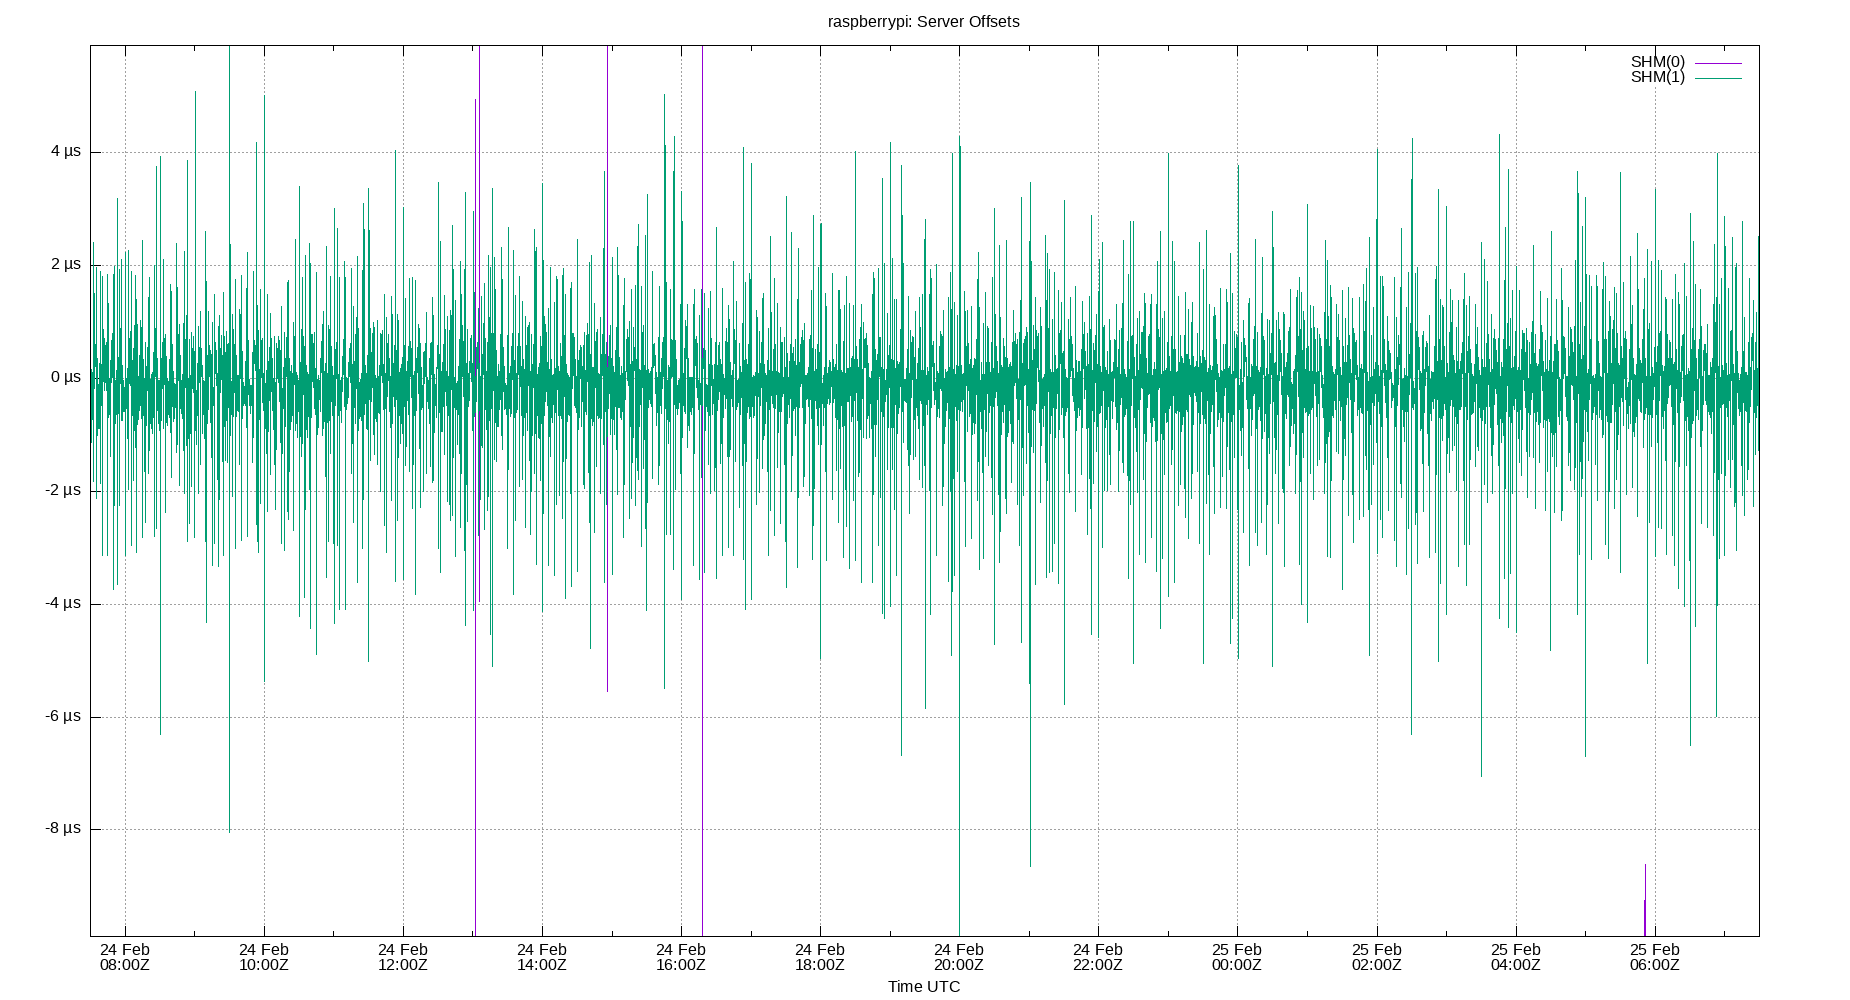 raspberrypi: Server Offsets
SHM(0)
SHM(1)
4 µs
2 µs
0 µs
-2 µs
-4 µs
-6 µs
-8 µs
24 Feb 24 Feb 24 Feb 24 Feb 24 Feb 24 Feb 24 Feb 24 Feb 25 Feb 25 Feb 25 Feb 25 Feb
08:00Z 10:00Z 12:00Z 14:00Z 16:00Z 18:00Z 20:00Z 22:00Z 00:00Z 02:00Z 04:00Z 06:00Z
Time UTC